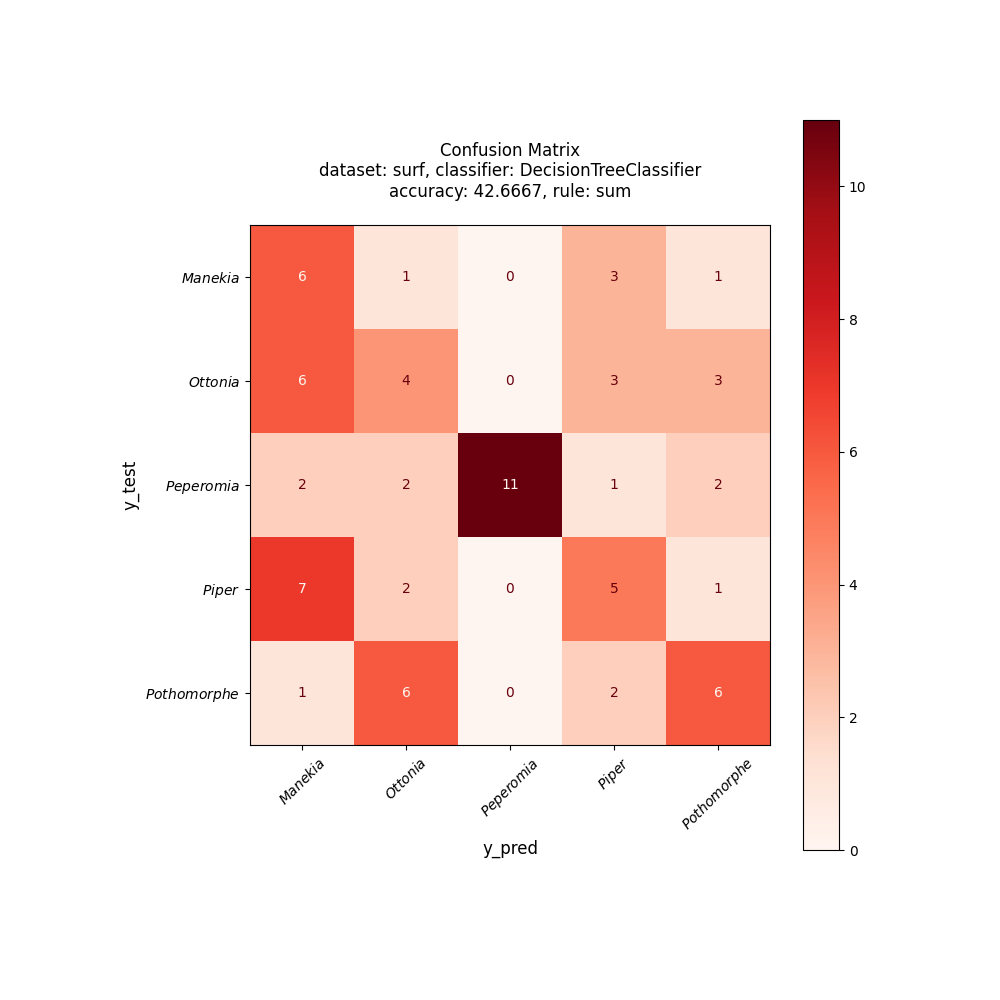 Confusion Matrix
dataset: surf, classifier: DecisionTreeClassifier
accuracy: 42.6667, rule: sum
Manekia 6 1 0 3 1
Ottonia 6 4 0 3 3
Peperomia 2 2 11 1 2
Piper 7 2 0 5 1
Pothomorphe 1 6 0 2 6
Manekia Ottonia Peperomia Piper Pothomorphe
y_pred
y_test
10
8
6
4
2
0